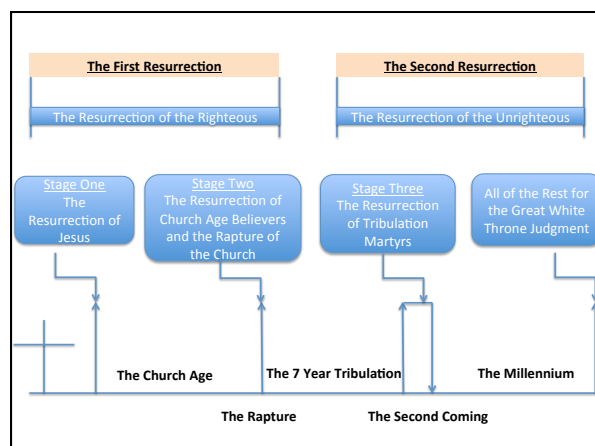 The First Resurrection
The Second Resurrection
The Resurrection of the Righteous
The Resurrection of the Unrighteous
Stage One
The
Resurrection of
Jesus
Stage Two
The Resurrection of
Church Age Believers
and the Rapture of
the Church
Stage Three
The Resurrection
of Tribulation
Martyrs
All of the Rest for
the Great White
Throne Judgment
The Church Age
The 7 Year Tribulation
The Millennium
The Rapture
The Second Coming